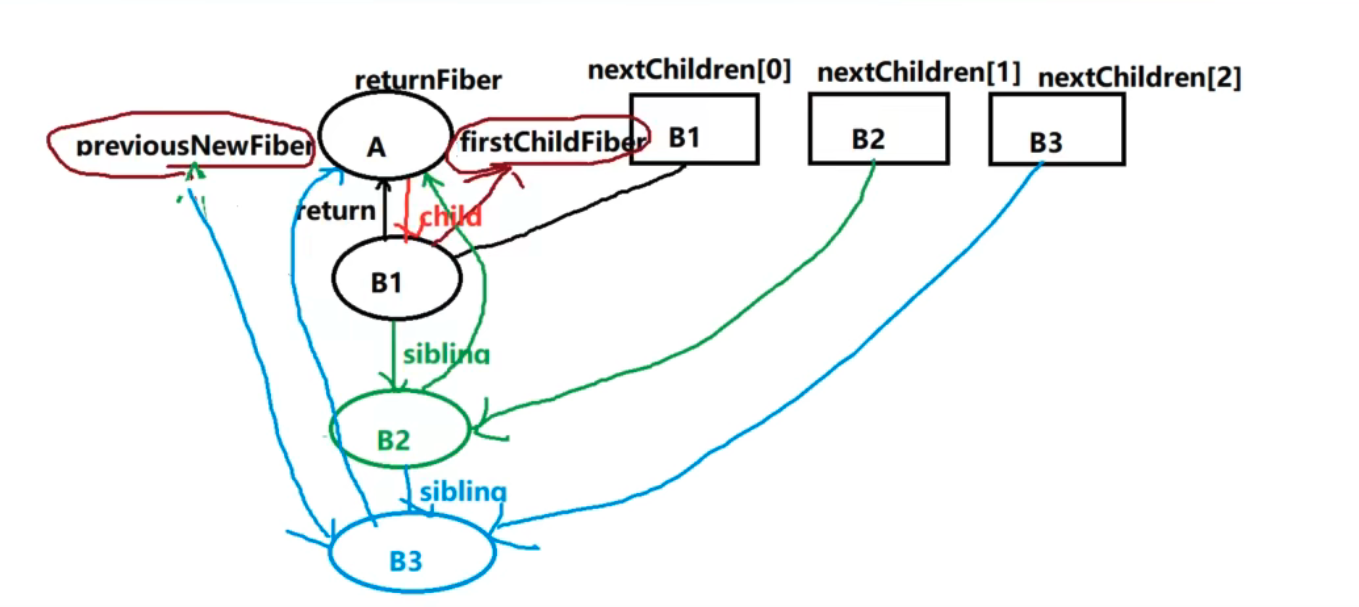 returnFiber
nextChildren[0]
nextChildren[1]
nextChildren[2]
previousNewFiber
A
firstChildFiber
B1
B2
B3
return
child
B1
sibling
B2
sibling
B3